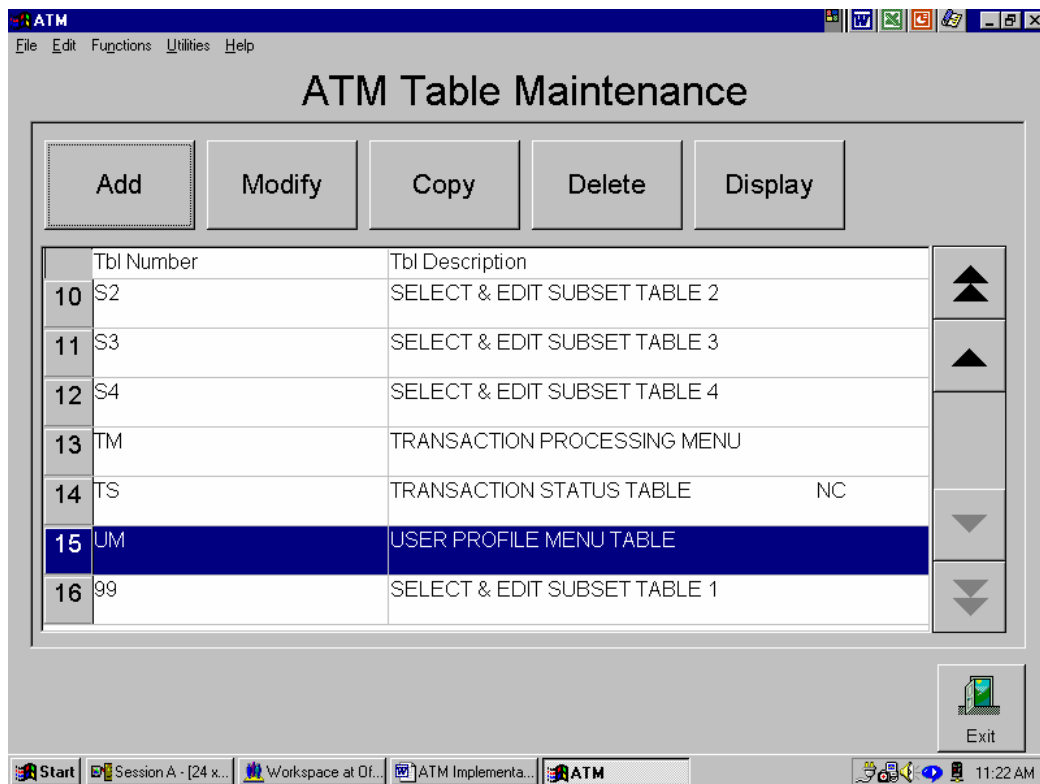 ATM
File Edit Functions Utilities Help
ATM Table Maintenance
Add Modify Copy Delete Display
Tbl Number Tbl Description
10 S2 SELECT & EDIT SUBSET TABLE 2
11 S3 SELECT & EDIT SUBSET TABLE 3
12 S4 SELECT & EDIT SUBSET TABLE 4
13 TM TRANSACTION PROCESSING MENU
14 TS TRANSACTION STATUS TABLE NC
15 UM USER PROFILE MENU TABLE
16 99 SELECT & EDIT SUBSET TABLE 1
Exit
Start Session A - [24 x... Workspace at Of... ATM Implementa... ATM 11:22 AM